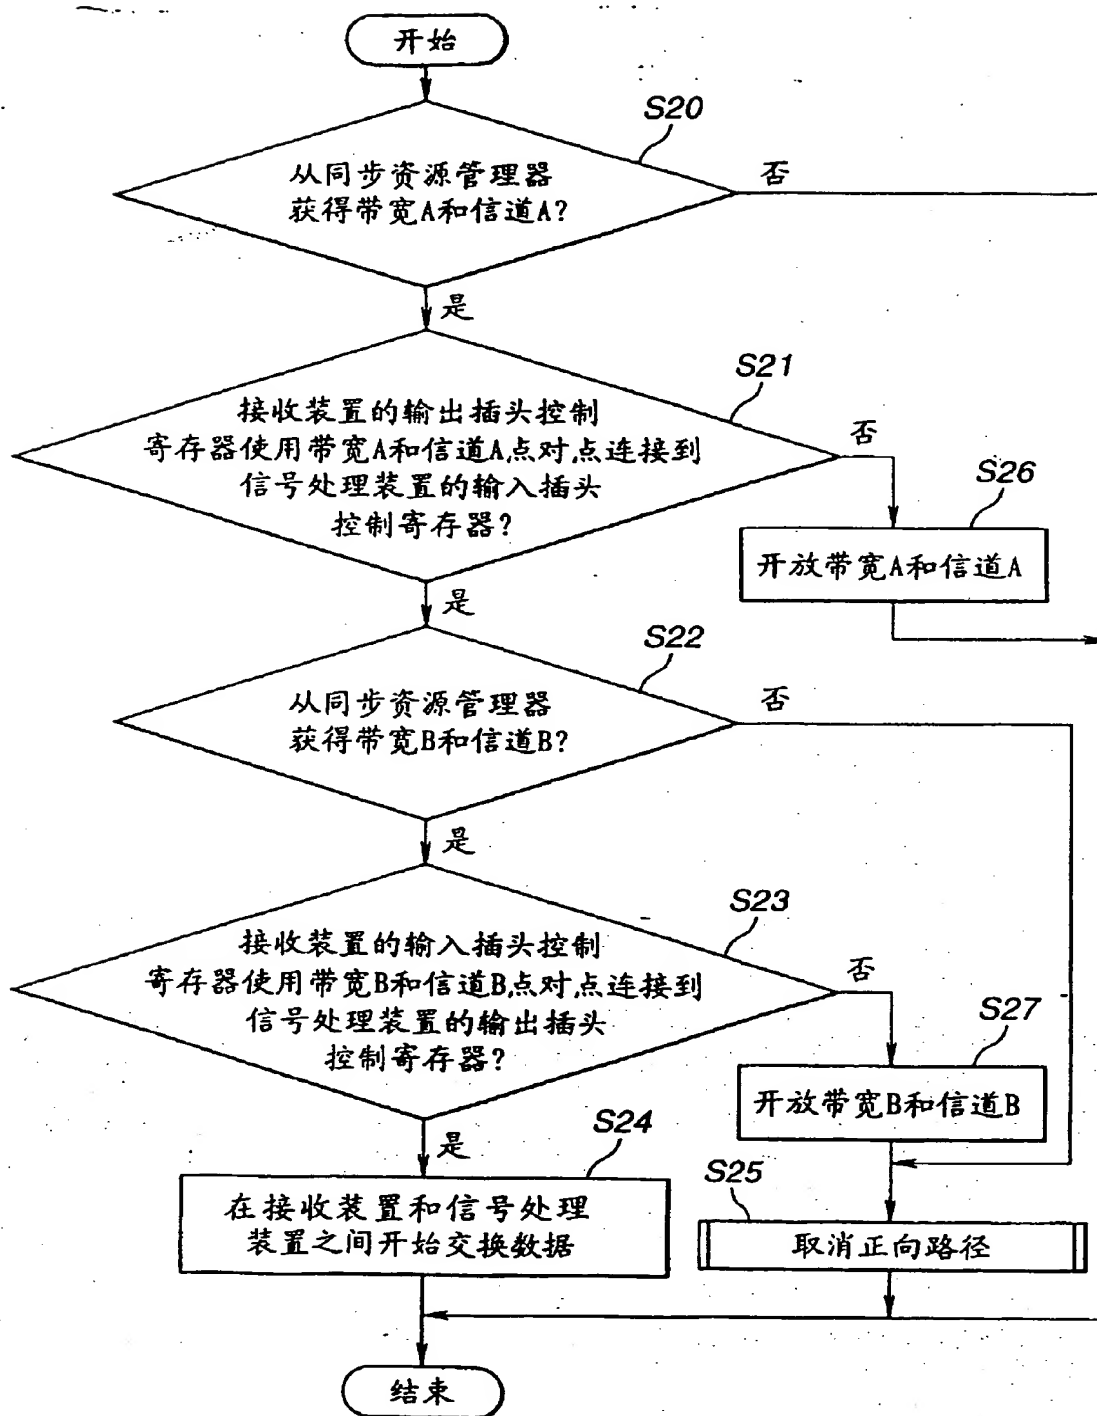 开始
S20
从同步资源管理器
获得带宽A和信道A?
否
是
S21
接收装置的输出插头控制
寄存器使用带宽A和信道A点对点连接到
信号处理装置的输入插头
控制寄存器?
否
S26
开放带宽A和信道A
是
S22
从同步资源管理器
获得带宽B和信道B?
否
是
S23
接收装置的输入插头控制
寄存器使用带宽B和信道B点对点连接到
信号处理装置的输出插头
控制寄存器?
否
S27
开放带宽B和信道B
是
S24
在接收装置和信号处理
装置之间开始交换数据
S25
取消正向路径
结束